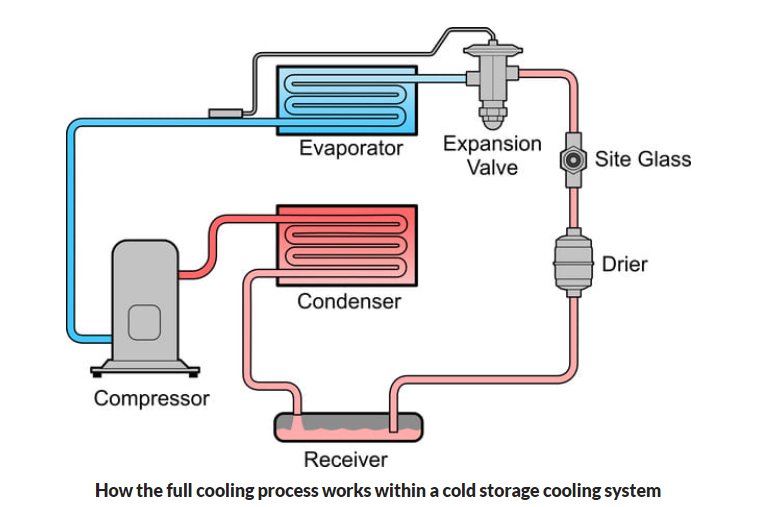 Evaporator
Expansion
Valve
Site Glass
Drier
Condenser
Compressor
Receiver
How the full cooling process works within a cold storage cooling system